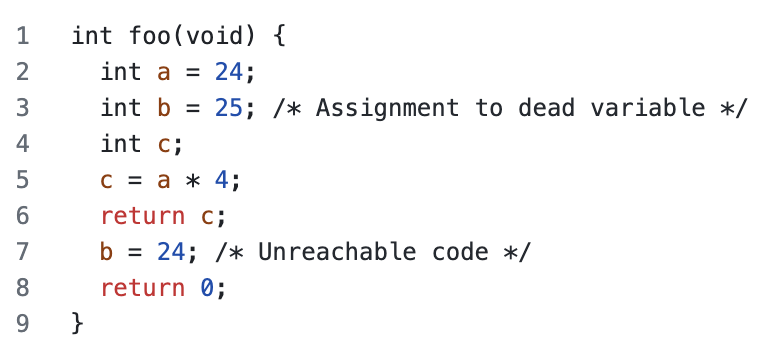 1 int foo(void) {
2   int a = 24;
3   int b = 25; /* Assignment to dead variable */
4   int c;
5   c = a * 4;
6   return c;
7   b = 24; /* Unreachable code */
8   return 0;
9 }